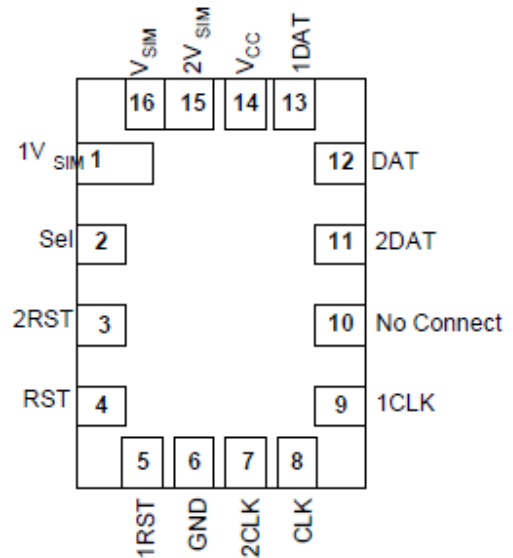 V_SIM
2V_SIM
V_CC
1DAT
16 15 14 13
1V_SIM 1
12 DAT
Sel 2
11 2DAT
2RST 3
10 No Connect
RST 4
9 1CLK
5 6 7 8
1RST
GND
2CLK
CLK